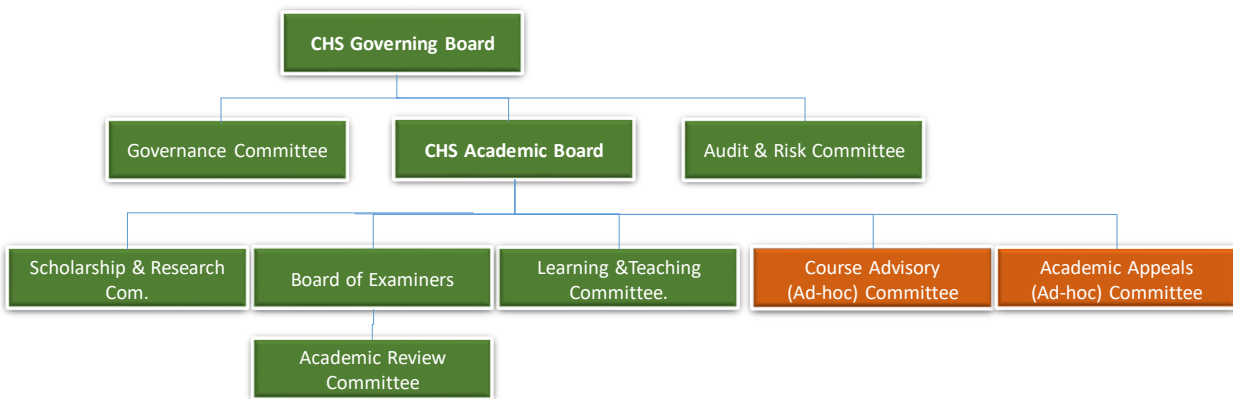 CHS Governing Board
Governance Committee
CHS Academic Board
Audit & Risk Committee
Scholarship & Research
Com.
Board of Examiners
Learning &Teaching
Committee.
Course Advisory
(Ad-hoc) Committee
Academic Appeals
(Ad-hoc) Committee
Academic Review
Committee